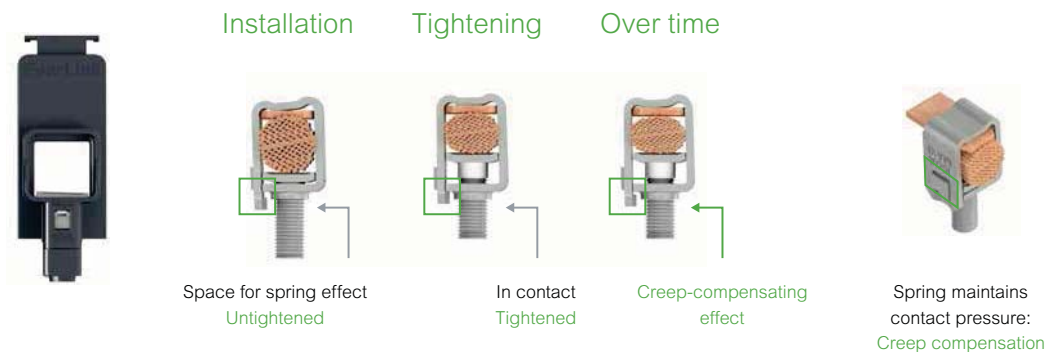 Installation
Tightening
Over time
EverLink
Space for spring effect
Untightened
In contact
Tightened
Creep-compensating
effect
Spring maintains
contact pressure:
Creep compensation